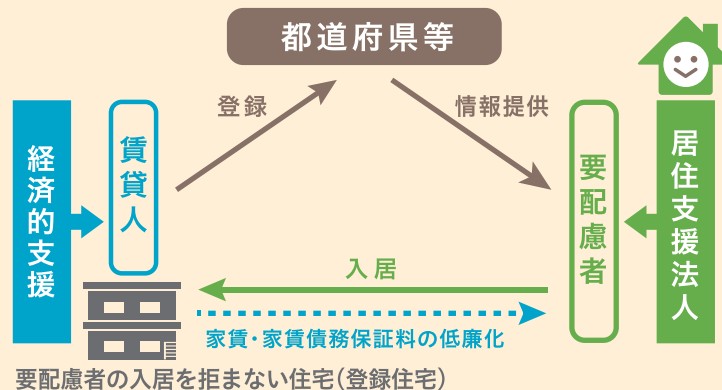 都道府県等
登録
情報提供
経済的支援
賃貸人
要配慮者
居住支援法人
入居
家賃・家賃債務保証料の低廉化
要配慮者の入居を拒まない住宅(登録住宅)